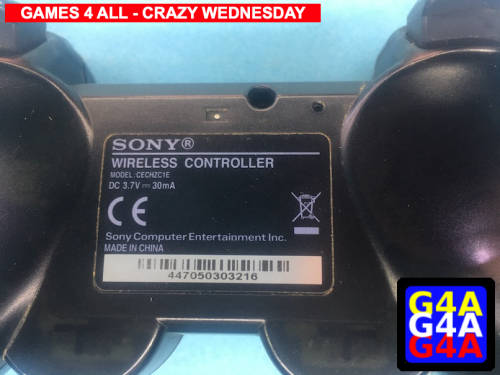 GAMES 4 ALL - CRAZY WEDNESDAY
SONY®
WIRELESS CONTROLLER
MODEL: CECHZC1E
DC 3.7V ⎓ 30mA
CE
Sony Computer Entertainment Inc.
MADE IN CHINA
447050303216
G4A
G4A
G4A